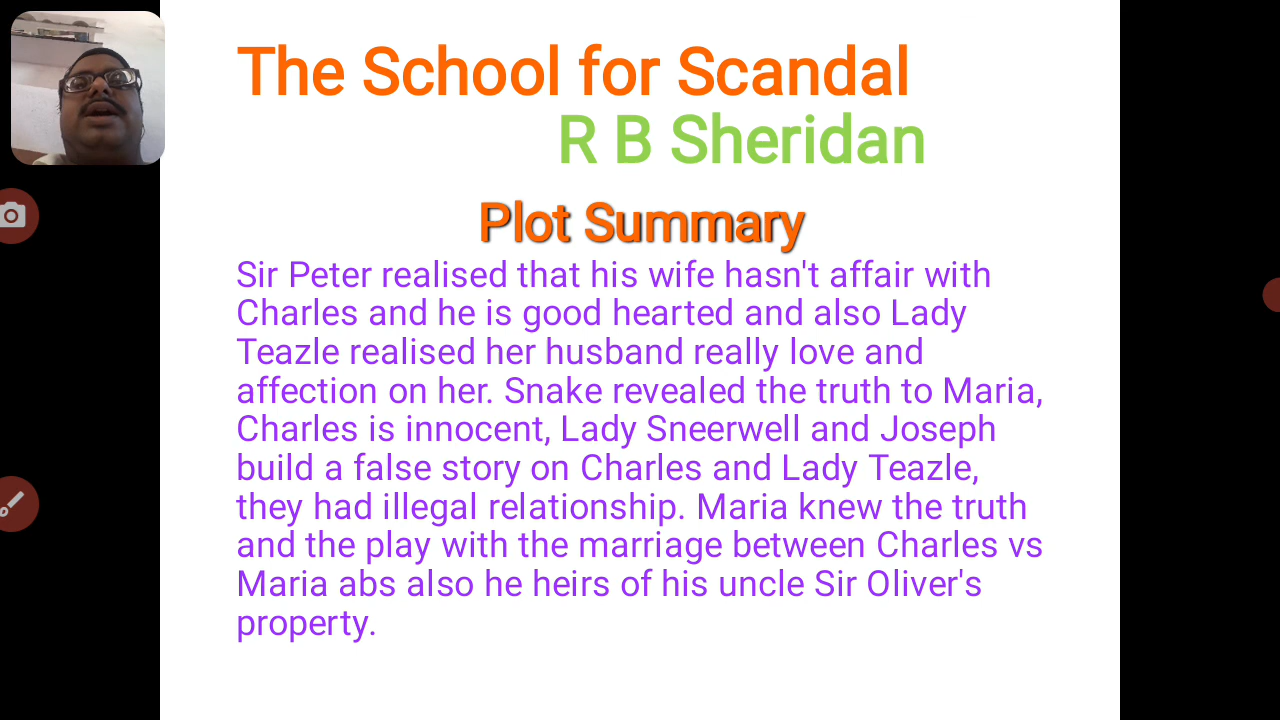 The School for Scandal
R B Sheridan
Plot Summary
Sir Peter realised that his wife hasn't affair with
Charles and he is good hearted and also Lady
Teazle realised her husband really love and
affection on her. Snake revealed the truth to Maria,
Charles is innocent, Lady Sneerwell and Joseph
build a false story on Charles and Lady Teazle,
they had illegal relationship. Maria knew the truth
and the play with the marriage between Charles vs
Maria abs also he heirs of his uncle Sir Oliver's
property.